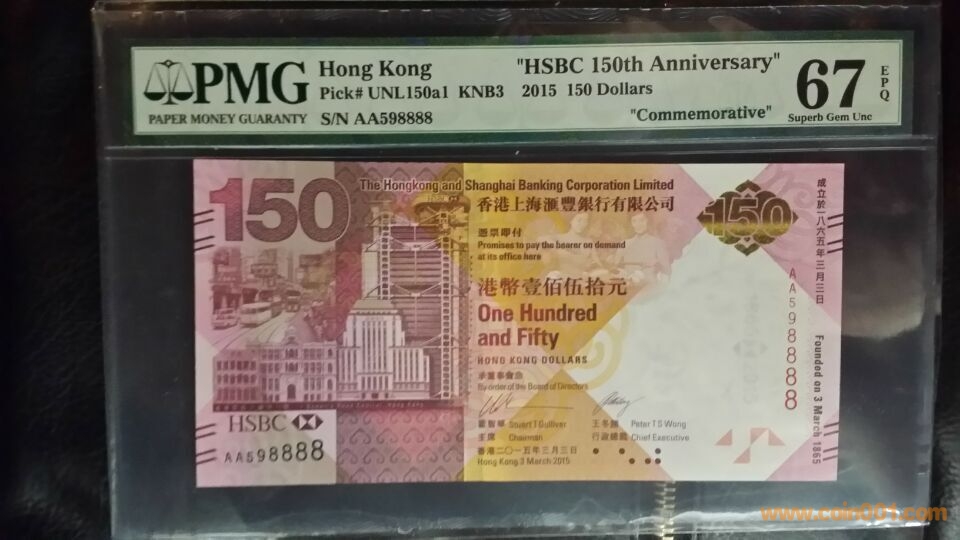 PMG
PAPER MONEY GUARANTY
Hong Kong "HSBC 150th Anniversary"
Pick# UNL150a1 KNB3 2015 150 Dollars
S/N AA598888 "Commemorative"
67 EPQ
Superb Gem Unc
150
The Hongkong and Shanghai Banking Corporation Limited
香港上海滙豐銀行有限公司
憑票即付
Promises to pay the bearer on demand
at its office here
港幣壹佰伍拾元
One Hundred
and Fifty
HONG KONG DOLLARS
承董事會命
By order of the Board of Directors
Stuart T Gulliver
主席 Chairman
Peter T S Wong
行政總裁 Chief Executive
香港二〇一五年三月三日
Hong Kong 3 March 2015
HSBC
AA598888
150
AA598888
成立於一八六五年三月三日
Founded on 3 March 1865
www.coin001.com